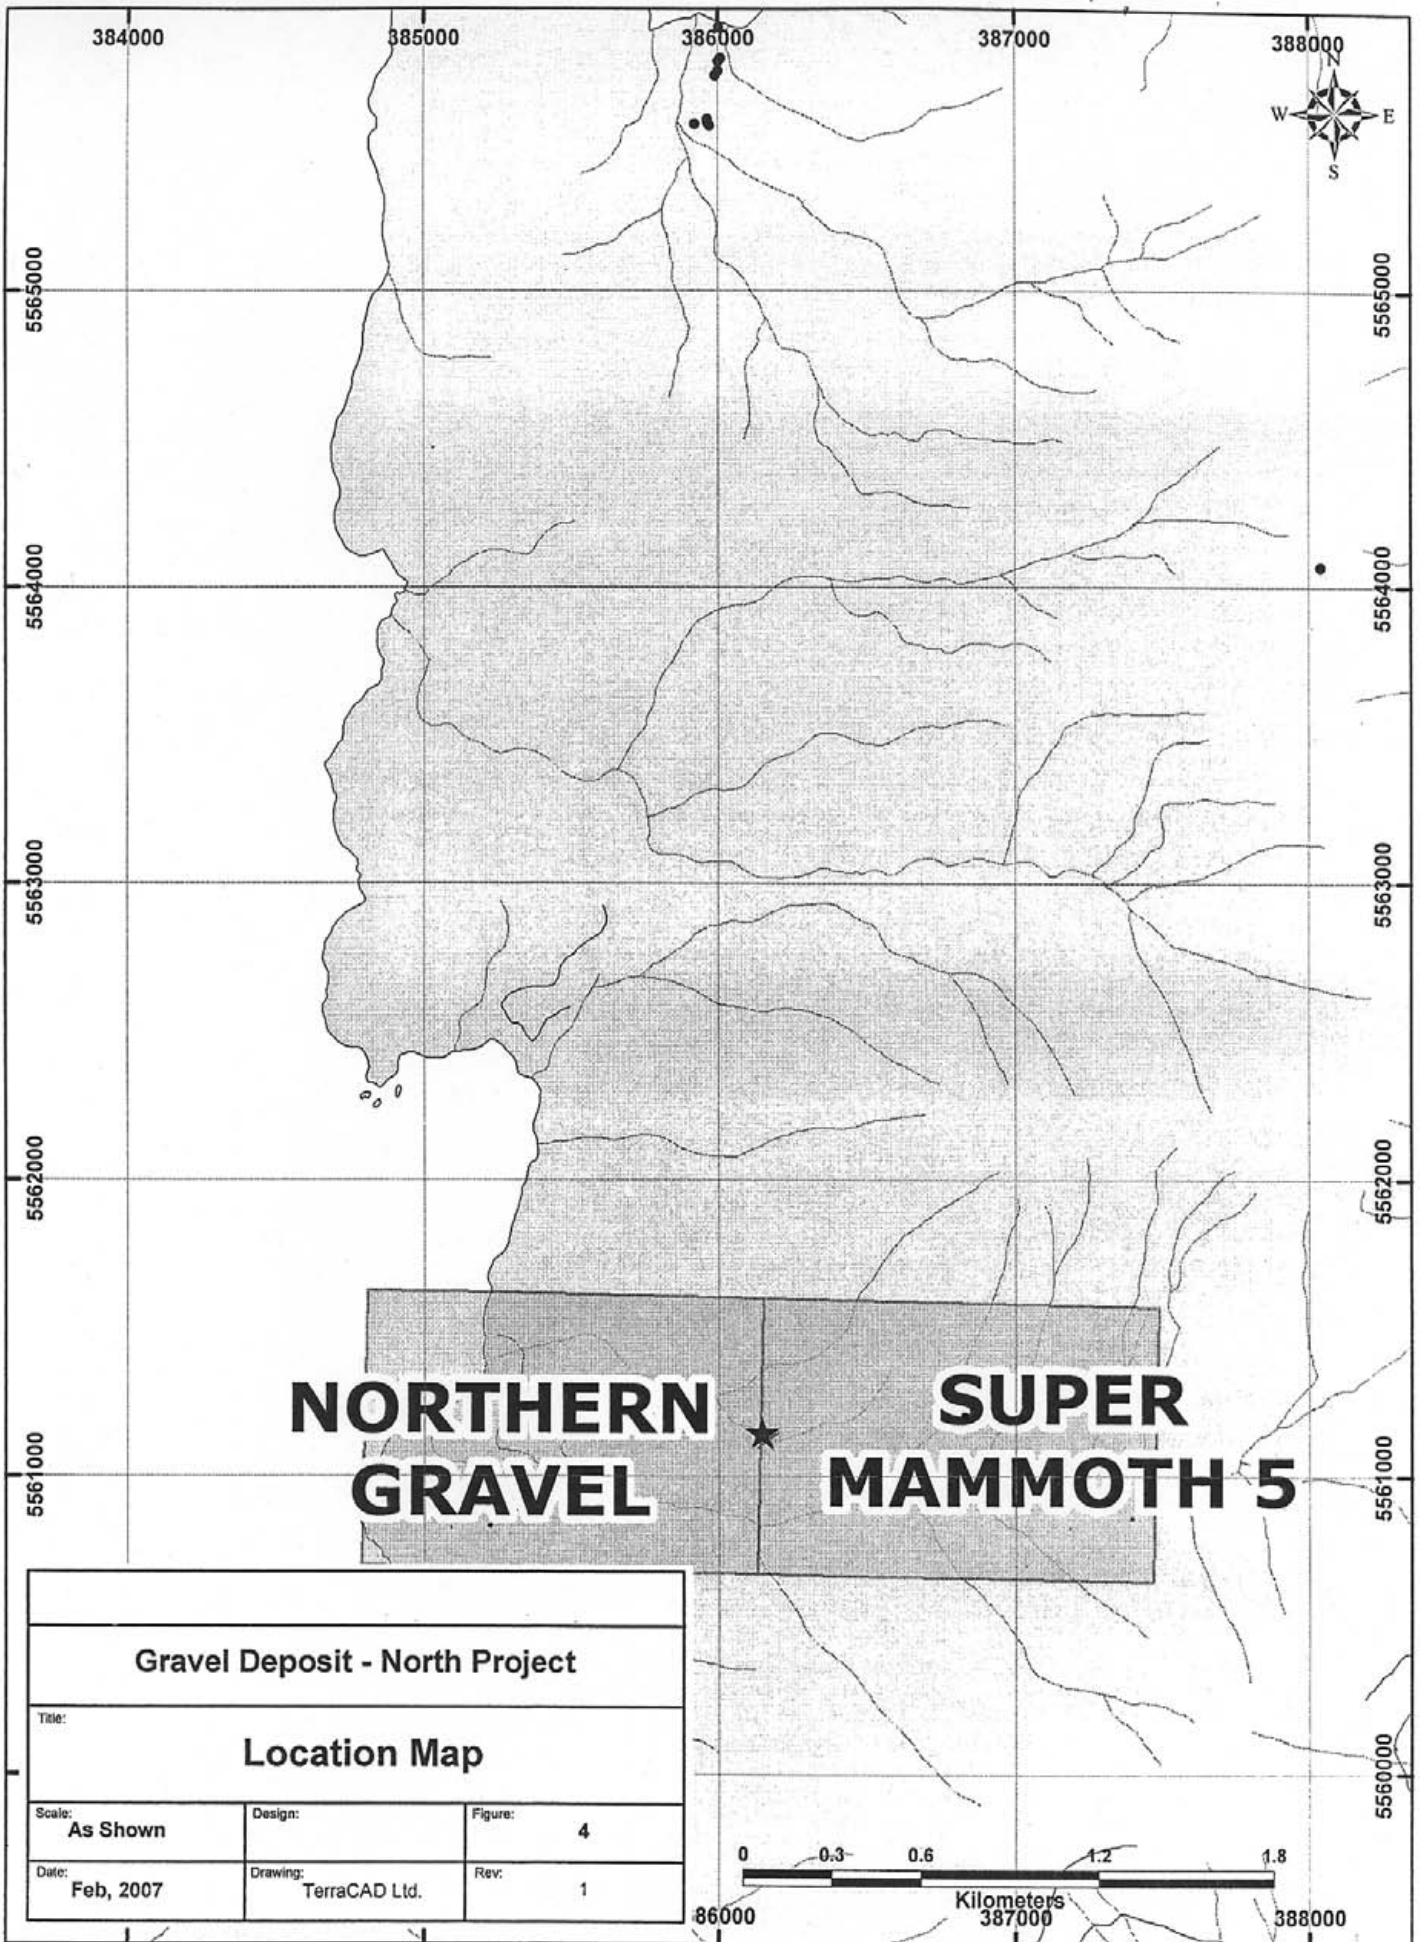 384000
385000
386000
387000
388000
N
W
E
S
5565000
5565000
5564000
5564000
5563000
5563000
5562000
5562000
5561000
5561000
5560000
NORTHERN
GRAVEL
SUPER
MAMMOTH 5
Gravel Deposit - North Project
Title:
Location Map
Scale:
As Shown
Design:
Figure:
4
Date:
Feb, 2007
Drawing:
TerraCAD Ltd.
Rev:
1
0 0.3 0.6 1.2 1.8
Kilometers
86000
387000
388000